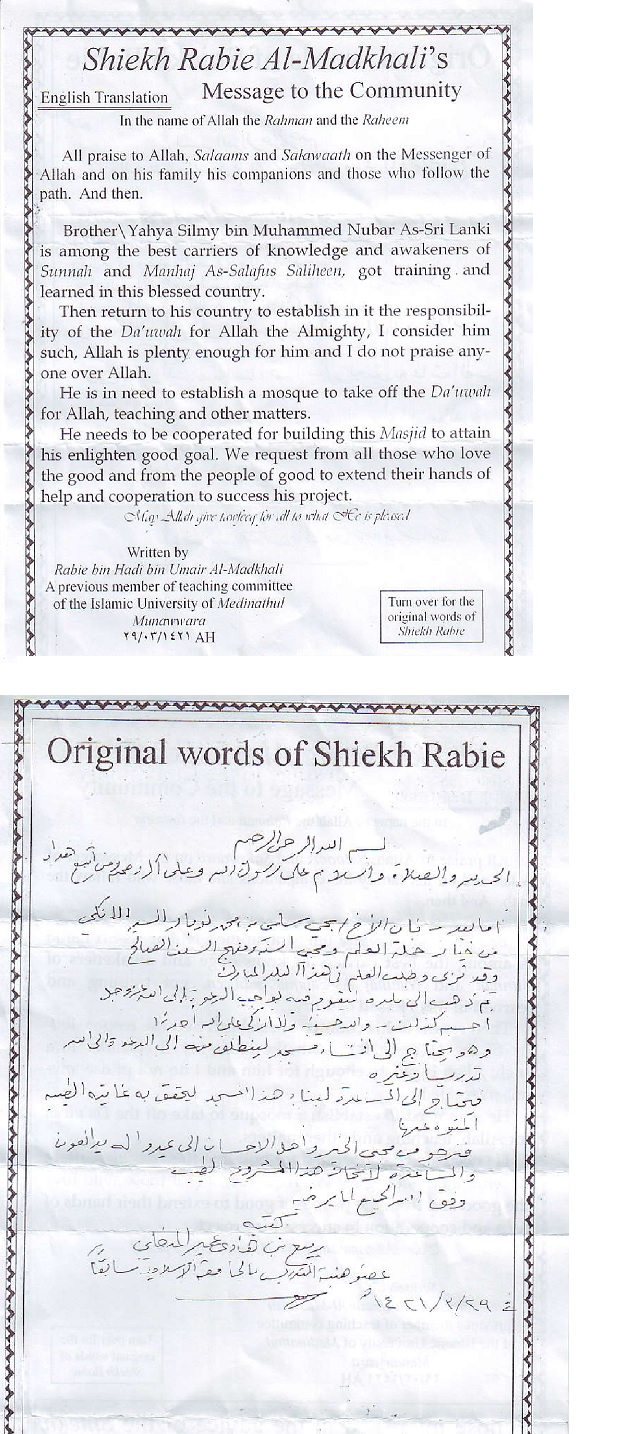 Shiekh Rabie Al-Madkhali's
English Translation Message to the Community
In the name of Allah the Rahman and the Raheem
All praise to Allah, Salaams and Salawaath on the Messenger of
Allah and on his family his companions and those who follow the
path. And then.
Brother\Yahya Silmy bin Muhammed Nubar As-Sri Lanki
is among the best carriers of knowledge and awakeners of
Sunnah and Manhaj As-Salafus Saliheen, got training and
learned in this blessed country.
Then return to his country to establish in it the responsibil-
ity of the Da'uwah for Allah the Almighty, I consider him
such, Allah is plenty enough for him and I do not praise any-
one over Allah.
He is in need to establish a mosque to take off the Da'uwah
for Allah, teaching and other matters.
He needs to be cooperated for building this Masjid to attain
his enlighten good goal. We request from all those who love
the good and from the people of good to extend their hands of
help and cooperation to success his project.
May Allah give tawfeeq for all to what He is pleased
Written by
Rabie bin Hadi bin Umair Al-Madkhali
A previous member of teaching committee
of the Islamic University of Medinathul
Munawwara
٢٩/٠٣/١٤٢١ AH
Turn over for the
original words of
Shiekh Rabie
Original words of Shiekh Rabie
بسم الله الرحمن الرحيم
الحمد لله والصلاة والسلام على رسول الله وعلى آله وصحبه ومن اتبع هداه
أما بعد فإن الأخ/ يحيى سلمي بن محمد نوبار السيرلانكي
من خيار حملة العلم ومحبي السنة ومنهج السلف الصالح
وقد تربى وطلب العلم في هذا البلد المبارك
ثم ذهب إلى بلده ليقوم فيه بواجب الدعوة إلى الله عز وجل
أحسبه كذلك والله حسيبه ولا أزكي على الله أحدا
وهو يحتاج إلى إنشاء مسجد لينطلق منه إلى الدعوة إلى الله
تدريسا وغيره
فيحتاج إلى المساعدة لبناء هذا المسجد ليحقق به غايته الطيبة
المنوه عنها
فنرجو من محبي الخير وأهل الإحسان إلى يد العون
والمساعدة لإنجاز هذا المشروع الطيب
وفق الله الجميع لما يرضيه
كتبه
ربيع بن هادي عمير المدخلي
عضو هيئة التدريس بالجامعة الإسلامية سابقا
١٤٢١/٣/٢٩